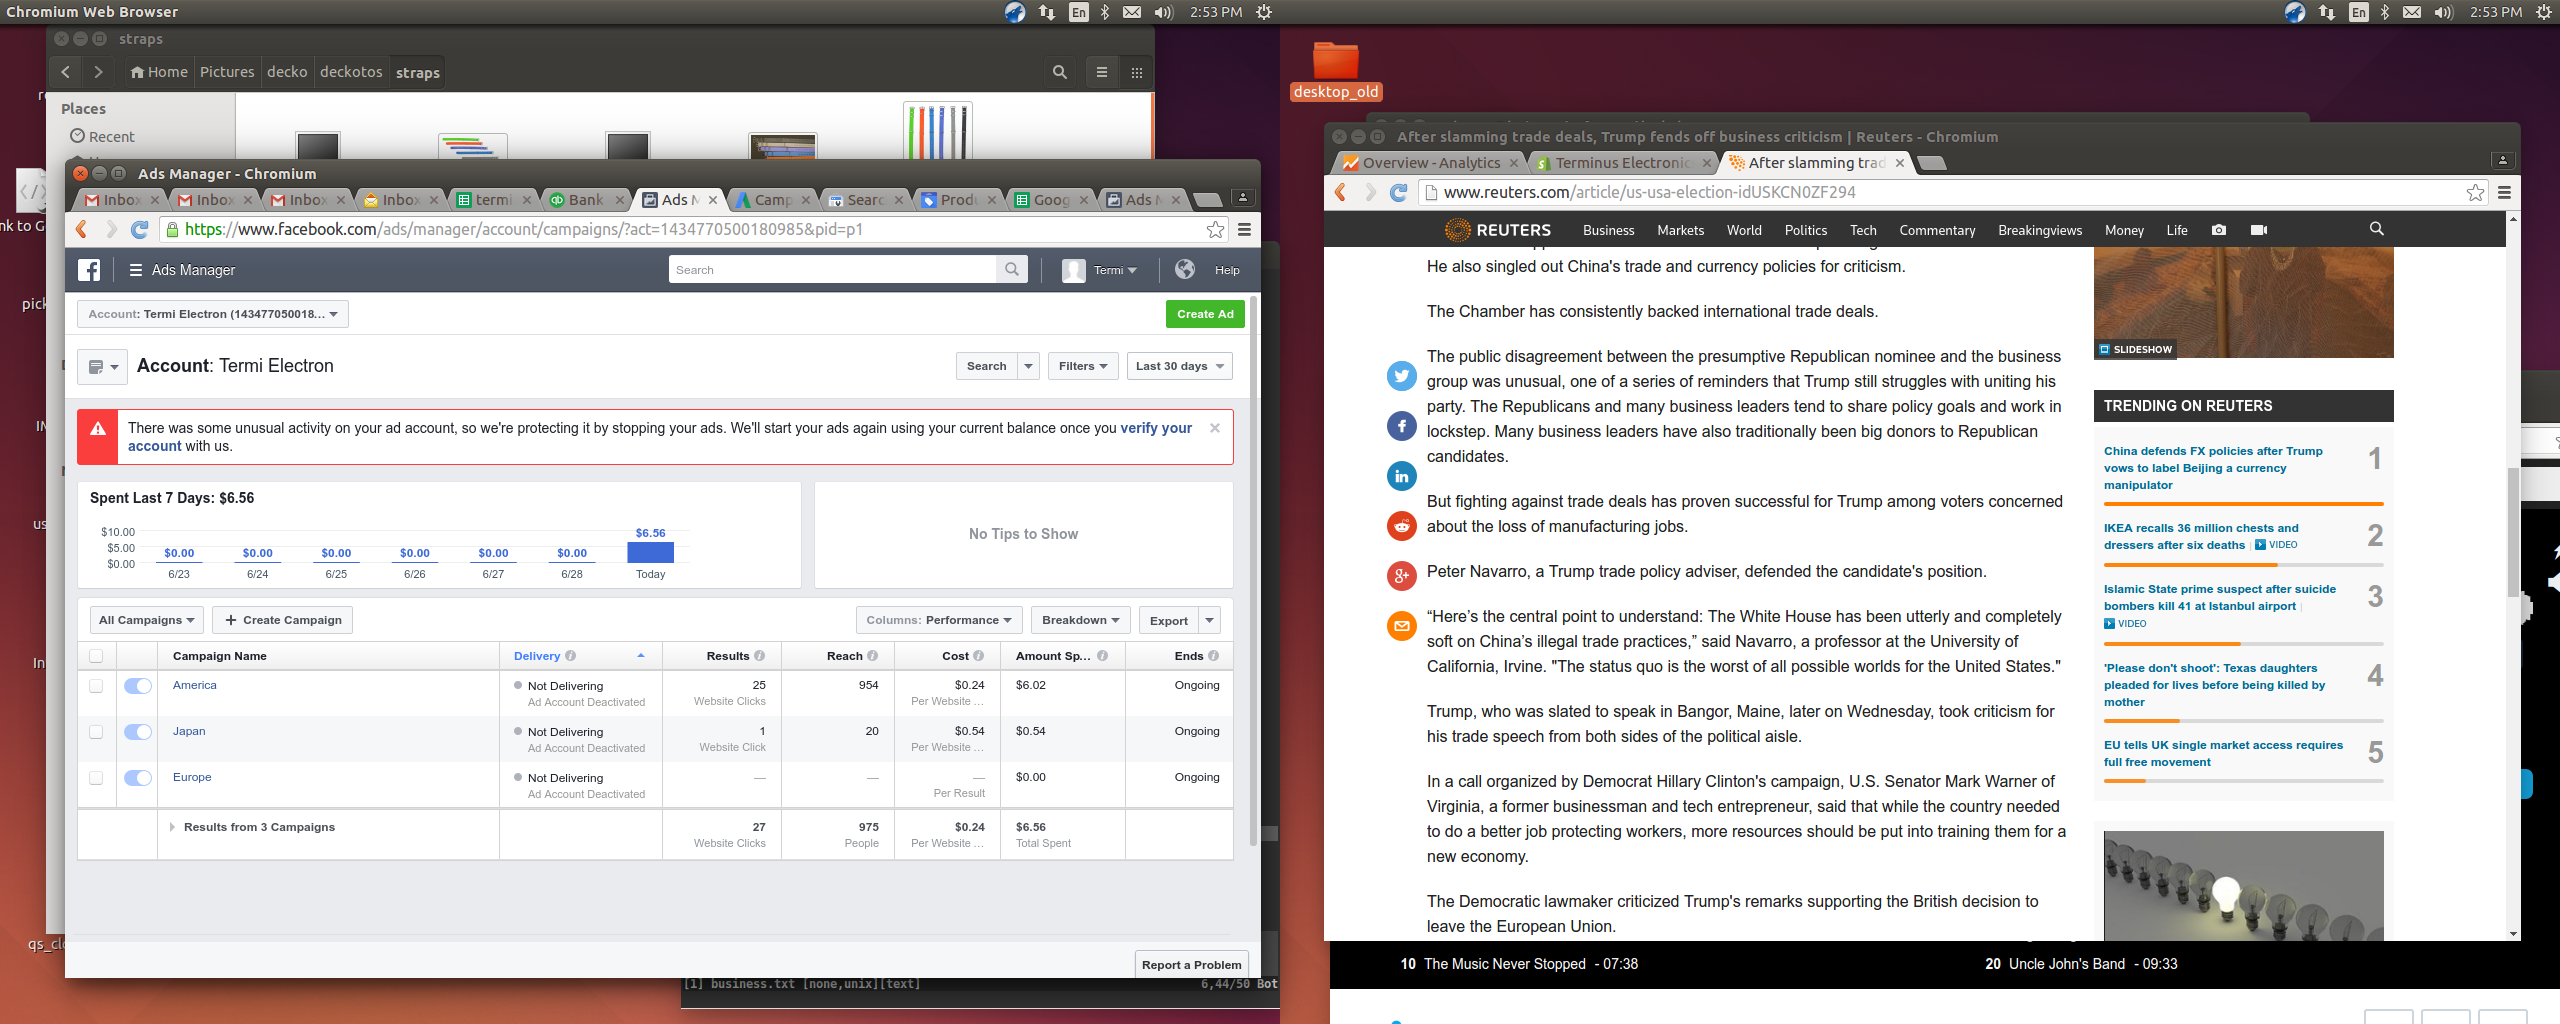 Chromium Web Browser
En
2:53 PM
En
2:53 PM
straps
Home
Pictures
decko
deckotos
straps
Places
Recent
desktop_old
Ads Manager - Chromium
Inbox
Inbox
Inbox
Inbox
termi
Bank
Ads M
Camp
Searc
Produ
Goog
Ads M
https://www.facebook.com/ads/manager/account/campaigns/?act=1434770500180985&pid=p1
Ads Manager
Search
Termi
Help
Account: Termi Electron (143477050018...
Create Ad
Account: Termi Electron
Search
Filters
Last 30 days
There was some unusual activity on your ad account, so we're protecting it by stopping your ads. We'll start your ads again using your current balance once you verify your
account with us.
Spent Last 7 Days: $6.56
No Tips to Show
$10.00
$5.00
$0.00
$0.00 $0.00 $0.00 $0.00 $0.00 $0.00 $6.56
6/23 6/24 6/25 6/26 6/27 6/28 Today
All Campaigns
+ Create Campaign
Columns: Performance
Breakdown
Export
Campaign Name Delivery Results Reach Cost Amount Sp... Ends
America Not Delivering 25 954 $0.24 $6.02 Ongoing
Ad Account Deactivated Website Clicks Per Website ...
Japan Not Delivering 1 20 $0.54 $0.54 Ongoing
Ad Account Deactivated Website Click Per Website ...
Europe Not Delivering — — — $0.00 Ongoing
Ad Account Deactivated Per Result
Results from 3 Campaigns 27 975 $0.24 $6.56
Website Clicks People Per Website ... Total Spent
Report a Problem
[1] business.txt [none,unix][text] 6,44/50 Bot
After slamming trade deals, Trump fends off business criticism | Reuters - Chromium
Overview - Analytics
Terminus Electronic
After slamming trad
www.reuters.com/article/us-usa-election-idUSKCN0ZF294
REUTERS
Business
Markets
World
Politics
Tech
Commentary
Breakingviews
Money
Life
He also singled out China's trade and currency policies for criticism.
The Chamber has consistently backed international trade deals.
The public disagreement between the presumptive Republican nominee and the business
group was unusual, one of a series of reminders that Trump still struggles with uniting his
party. The Republicans and many business leaders tend to share policy goals and work in
lockstep. Many business leaders have also traditionally been big donors to Republican
candidates.
But fighting against trade deals has proven successful for Trump among voters concerned
about the loss of manufacturing jobs.
Peter Navarro, a Trump trade policy adviser, defended the candidate's position.
“Here’s the central point to understand: The White House has been utterly and completely
soft on China’s illegal trade practices,” said Navarro, a professor at the University of
California, Irvine. "The status quo is the worst of all possible worlds for the United States."
Trump, who was slated to speak in Bangor, Maine, later on Wednesday, took criticism for
his trade speech from both sides of the political aisle.
In a call organized by Democrat Hillary Clinton's campaign, U.S. Senator Mark Warner of
Virginia, a former businessman and tech entrepreneur, said that while the country needed
to do a better job protecting workers, more resources should be put into training them for a
new economy.
The Democratic lawmaker criticized Trump's remarks supporting the British decision to
leave the European Union.
SLIDESHOW
TRENDING ON REUTERS
China defends FX policies after Trump 1
vows to label Beijing a currency
manipulator
IKEA recalls 36 million chests and 2
dressers after six deaths | VIDEO
Islamic State prime suspect after suicide 3
bombers kill 41 at Istanbul airport |
VIDEO
'Please don't shoot': Texas daughters 4
pleaded for lives before being killed by
mother
EU tells UK single market access requires 5
full free movement
10 The Music Never Stopped - 07:38
20 Uncle John's Band - 09:33